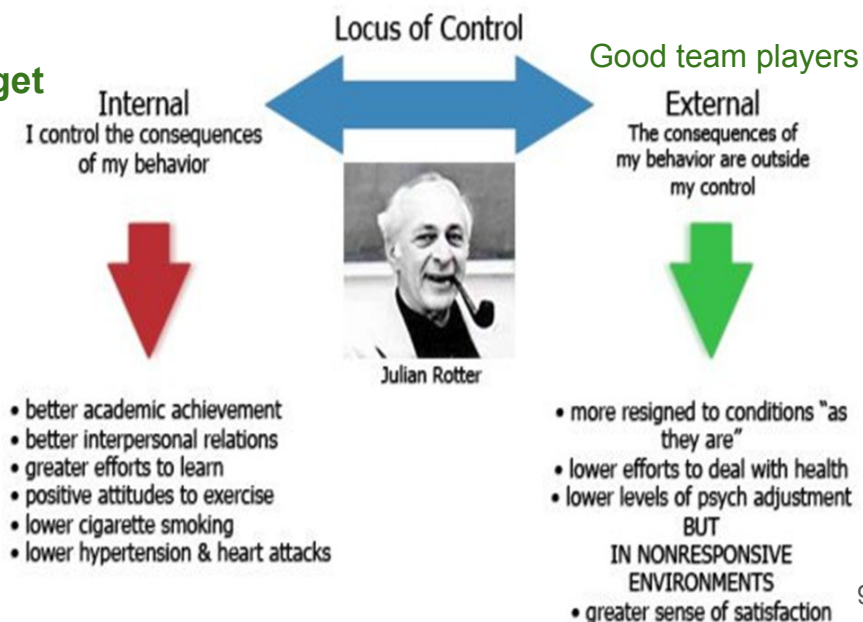 Locus of Control
get
Internal
I control the consequences
of my behavior
Good team players
External
The consequences of
my behavior are outside
my control
Julian Rotter
• better academic achievement
• better interpersonal relations
• greater efforts to learn
• positive attitudes to exercise
• lower cigarette smoking
• lower hypertension & heart attacks
• more resigned to conditions "as
they are"
• lower efforts to deal with health
• lower levels of psych adjustment
BUT
IN NONRESPONSIVE
ENVIRONMENTS
• greater sense of satisfaction